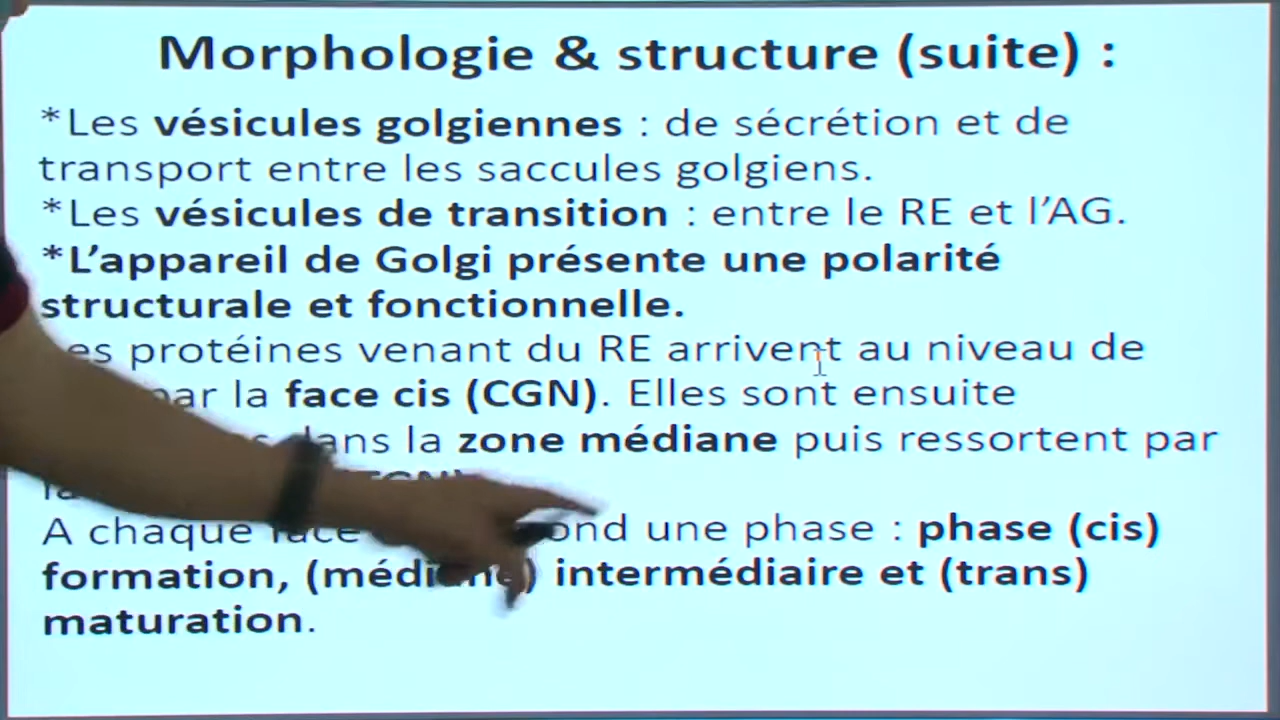 Morphologie & structure (suite) :
*Les vésicules golgiennes : de sécrétion et de
transport entre les saccules golgiens.
*Les vésicules de transition : entre le RE et l’AG.
*L’appareil de Golgi présente une polarité
structurale et fonctionnelle.
protéines venant du RE arrivent au niveau de
la face cis (CGN). Elles sont ensuite
dans la zone médiane puis ressortent par
A chaque face une phase : phase (cis)
formation, (médiane) intermédiaire et (trans)
maturation.